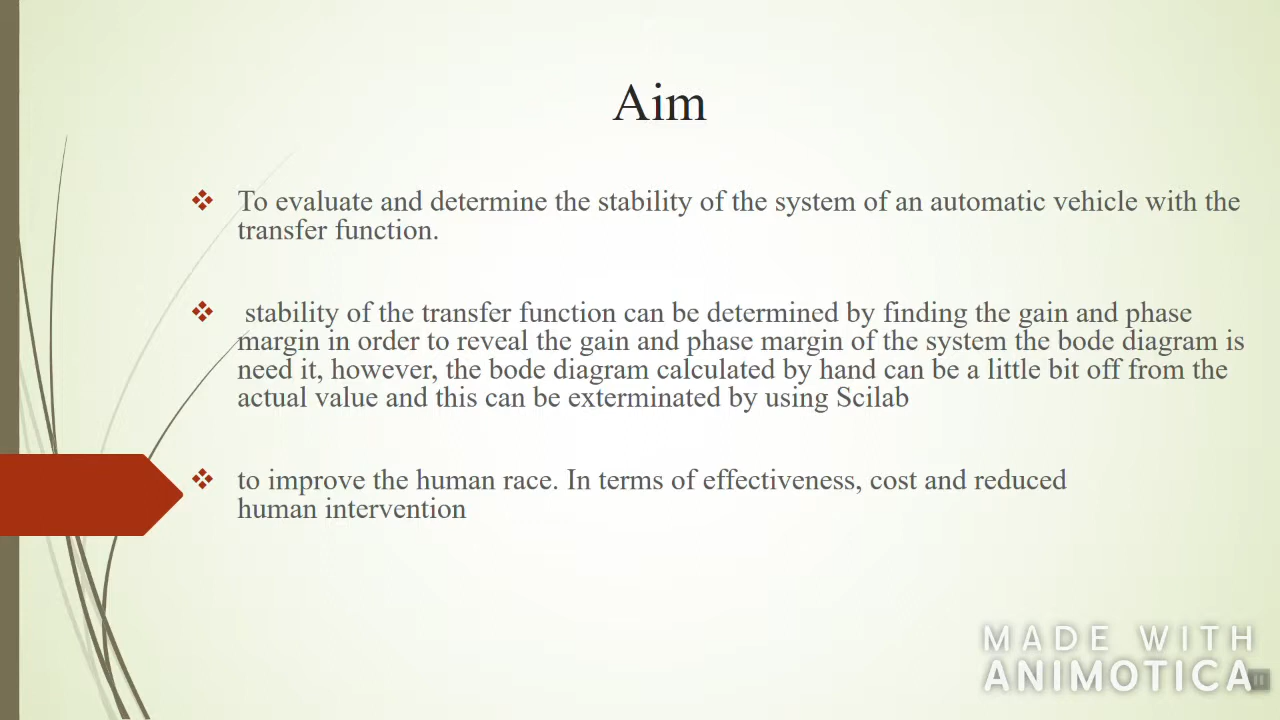 Aim
To evaluate and determine the stability of the system of an automatic vehicle with the
transfer function.
stability of the transfer function can be determined by finding the gain and phase
margin in order to reveal the gain and phase margin of the system the bode diagram is
need it, however, the bode diagram calculated by hand can be a little bit off from the
actual value and this can be exterminated by using Scilab
to improve the human race. In terms of effectiveness, cost and reduced
human intervention
MADE WITH
ANIMOTICA